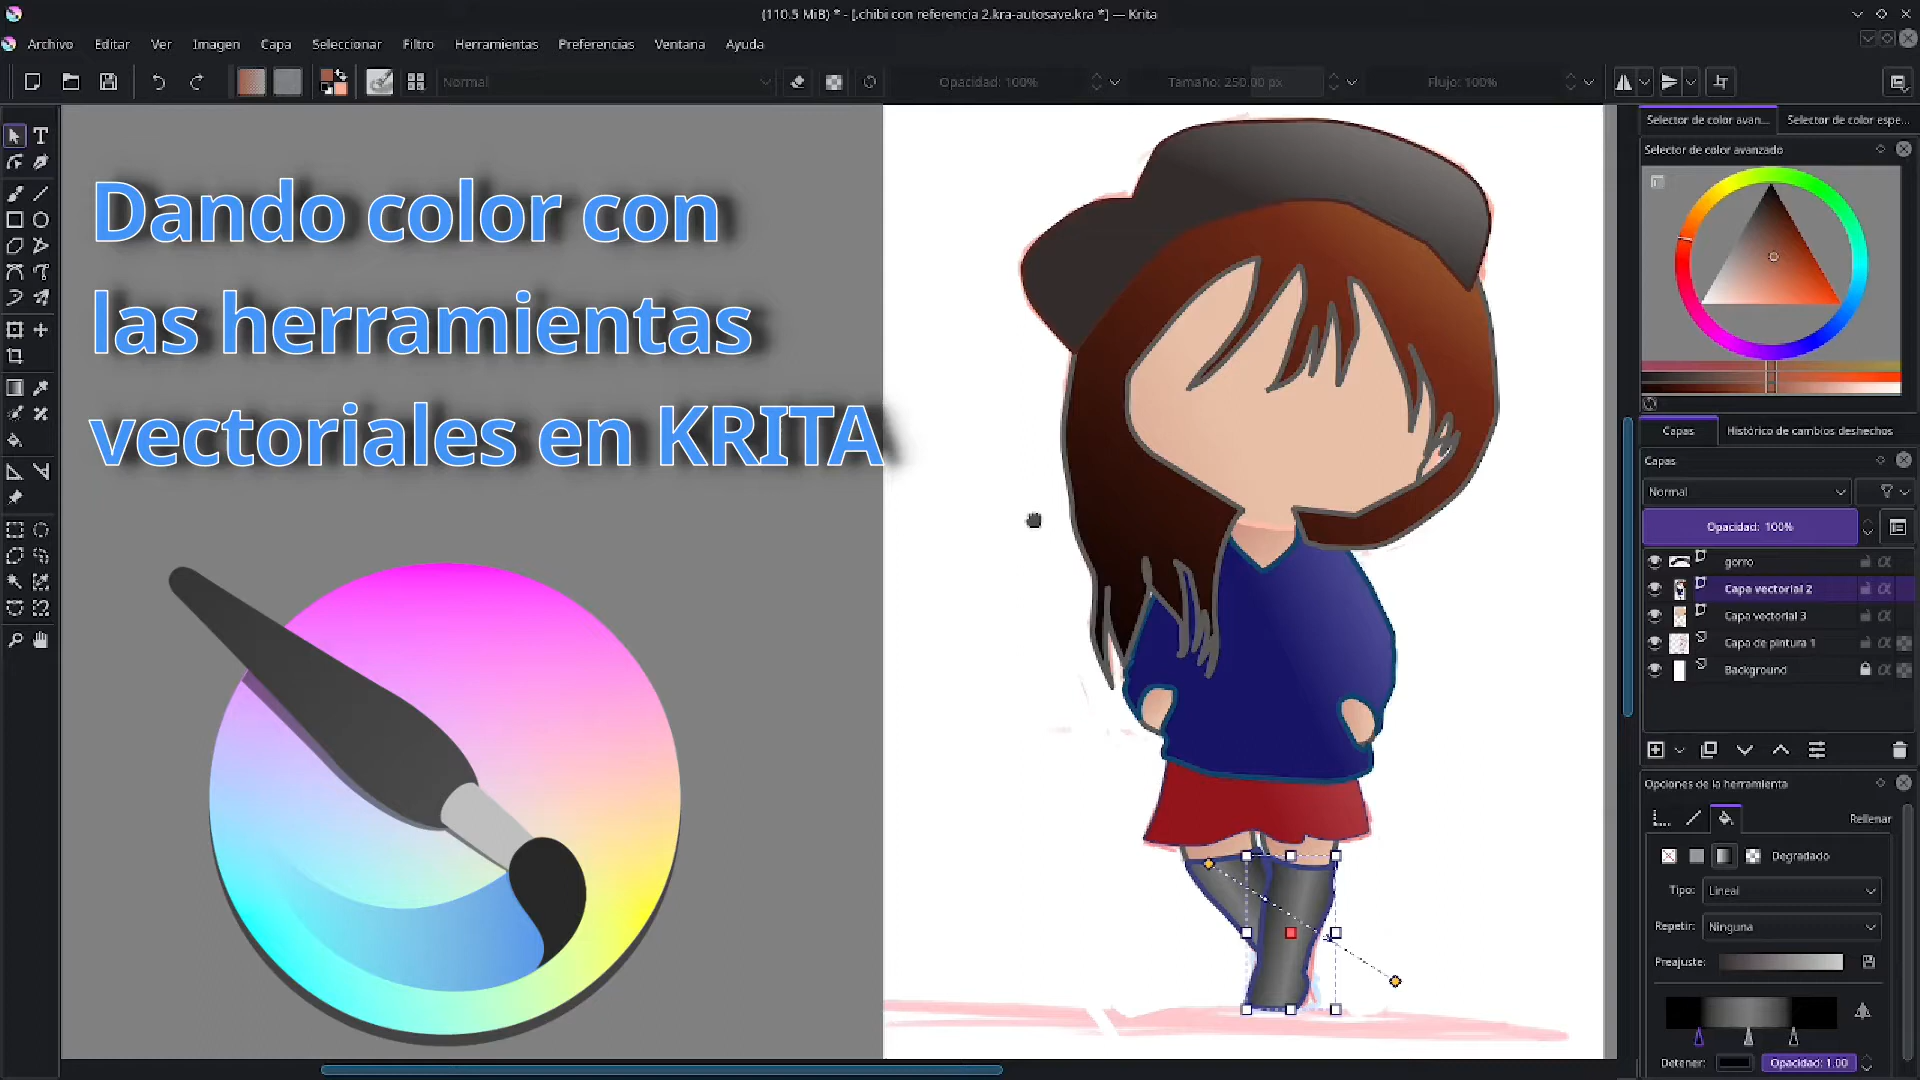 (110.5 MiB) * - [.chibi con referencia 2.kra-autosave.kra *] — Krita
Archivo Editar Ver Imagen Capa Seleccionar Filtro Herramientas Preferencias Ventana Ayuda
Normal Opacidad: 100% Tamaño: 250.00 px Flujo: 100%
Selector de color avan... Selector de color espe...
Selector de color avanzado
Dando color con
las herramientas
vectoriales en KRITA
Capas Histórico de cambios deshechos
Capas
Normal
Opacidad: 100%
gorro
Capa vectorial 2
Capa vectorial 3
Capa de pintura 1
Background
Opciones de la herramienta
Rellenar
Degradado
Tipo: Lineal
Repetir: Ninguna
Preajuste:
Detener: Opacidad: 1.00